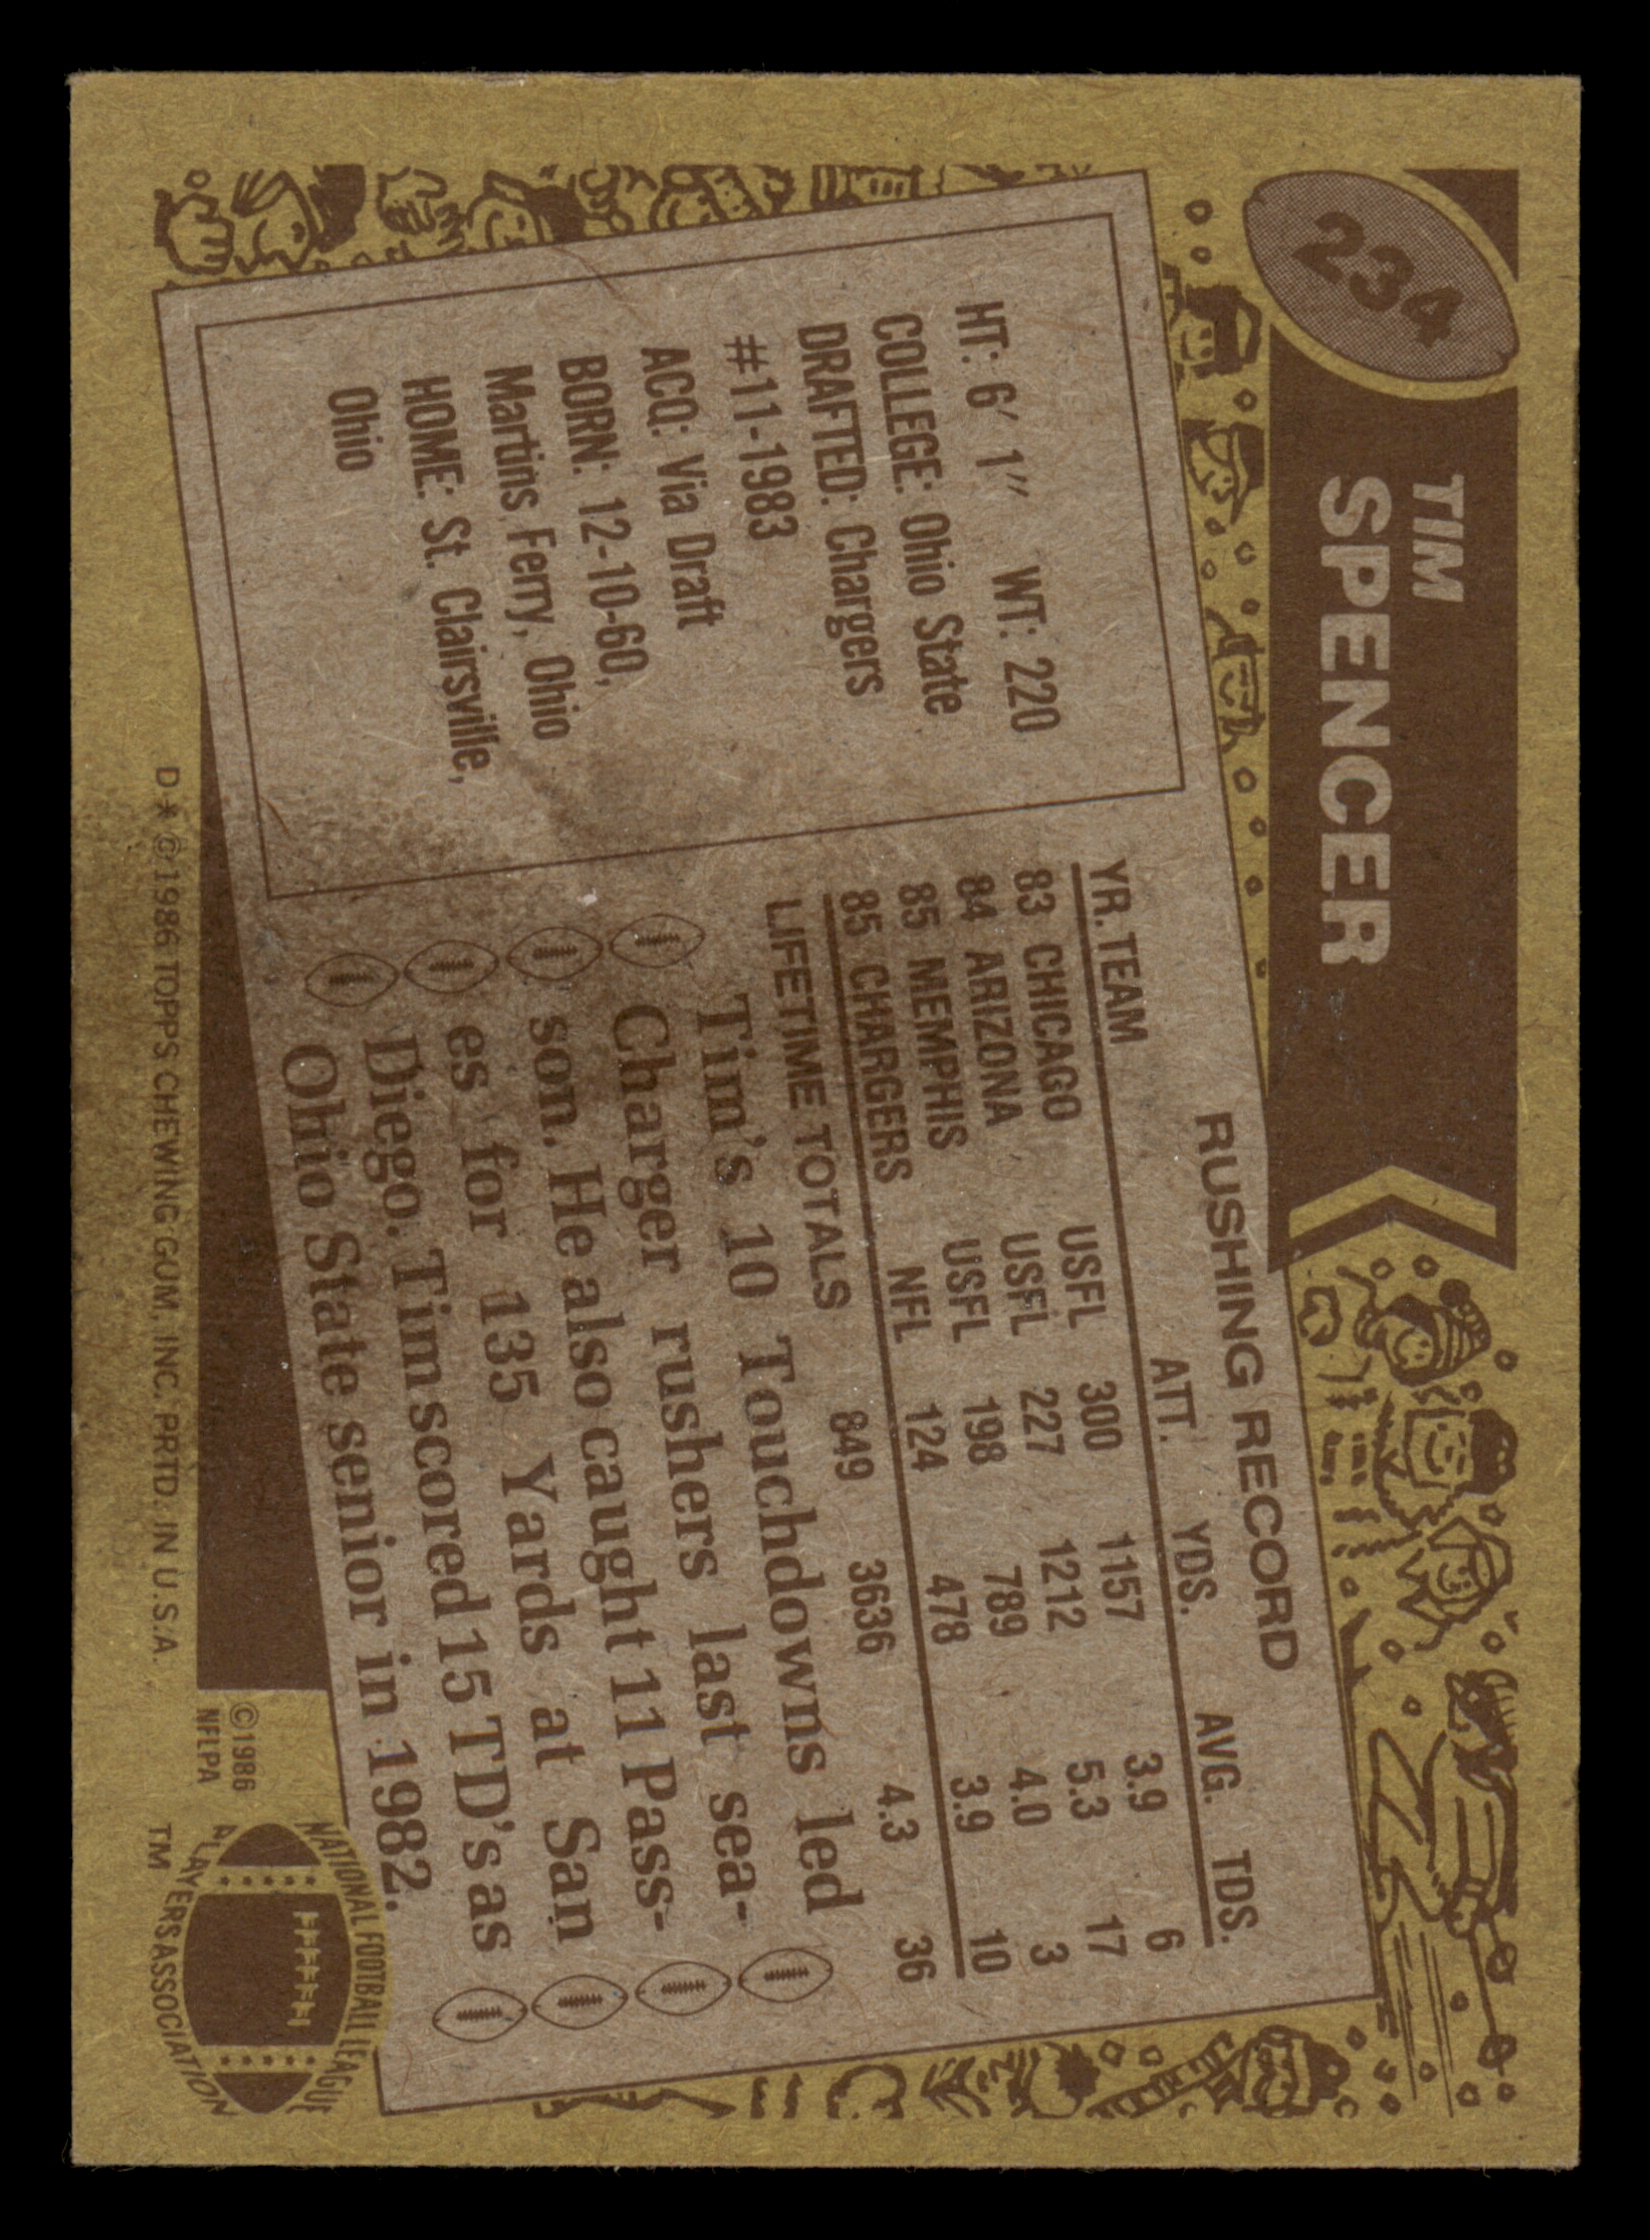 234
TIM
SPENCER
HT: 6' 1" WT: 220
COLLEGE: Ohio State
DRAFTED: Chargers
#11-1983
ACQ: Via Draft
BORN: 12-10-60,
Martins Ferry, Ohio
HOME: St. Clairsville,
Ohio
RUSHING RECORD
YR. TEAM ATT. YDS. AVG. TDS.
83 CHICAGO USFL 300 1157 3.9 6
84 ARIZONA USFL 227 1212 5.3 17
85 MEMPHIS USFL 198 789 4.0 3
85 CHARGERS NFL 124 478 3.9 10
LIFETIME TOTALS 849 3636 4.3 36
Tim's 10 Touchdowns led
Charger rushers last sea-
son. He also caught 11 Pass-
es for 135 Yards at San
Diego. Tim scored 15 TD's as
Ohio State senior in 1982.
D* ©1986 TOPPS CHEWING GUM, INC. PRTD. IN U.S.A.
©1986
NFLPA
NATIONAL FOOTBALL LEAGUE
PLAYERS ASSOCIATION
TM